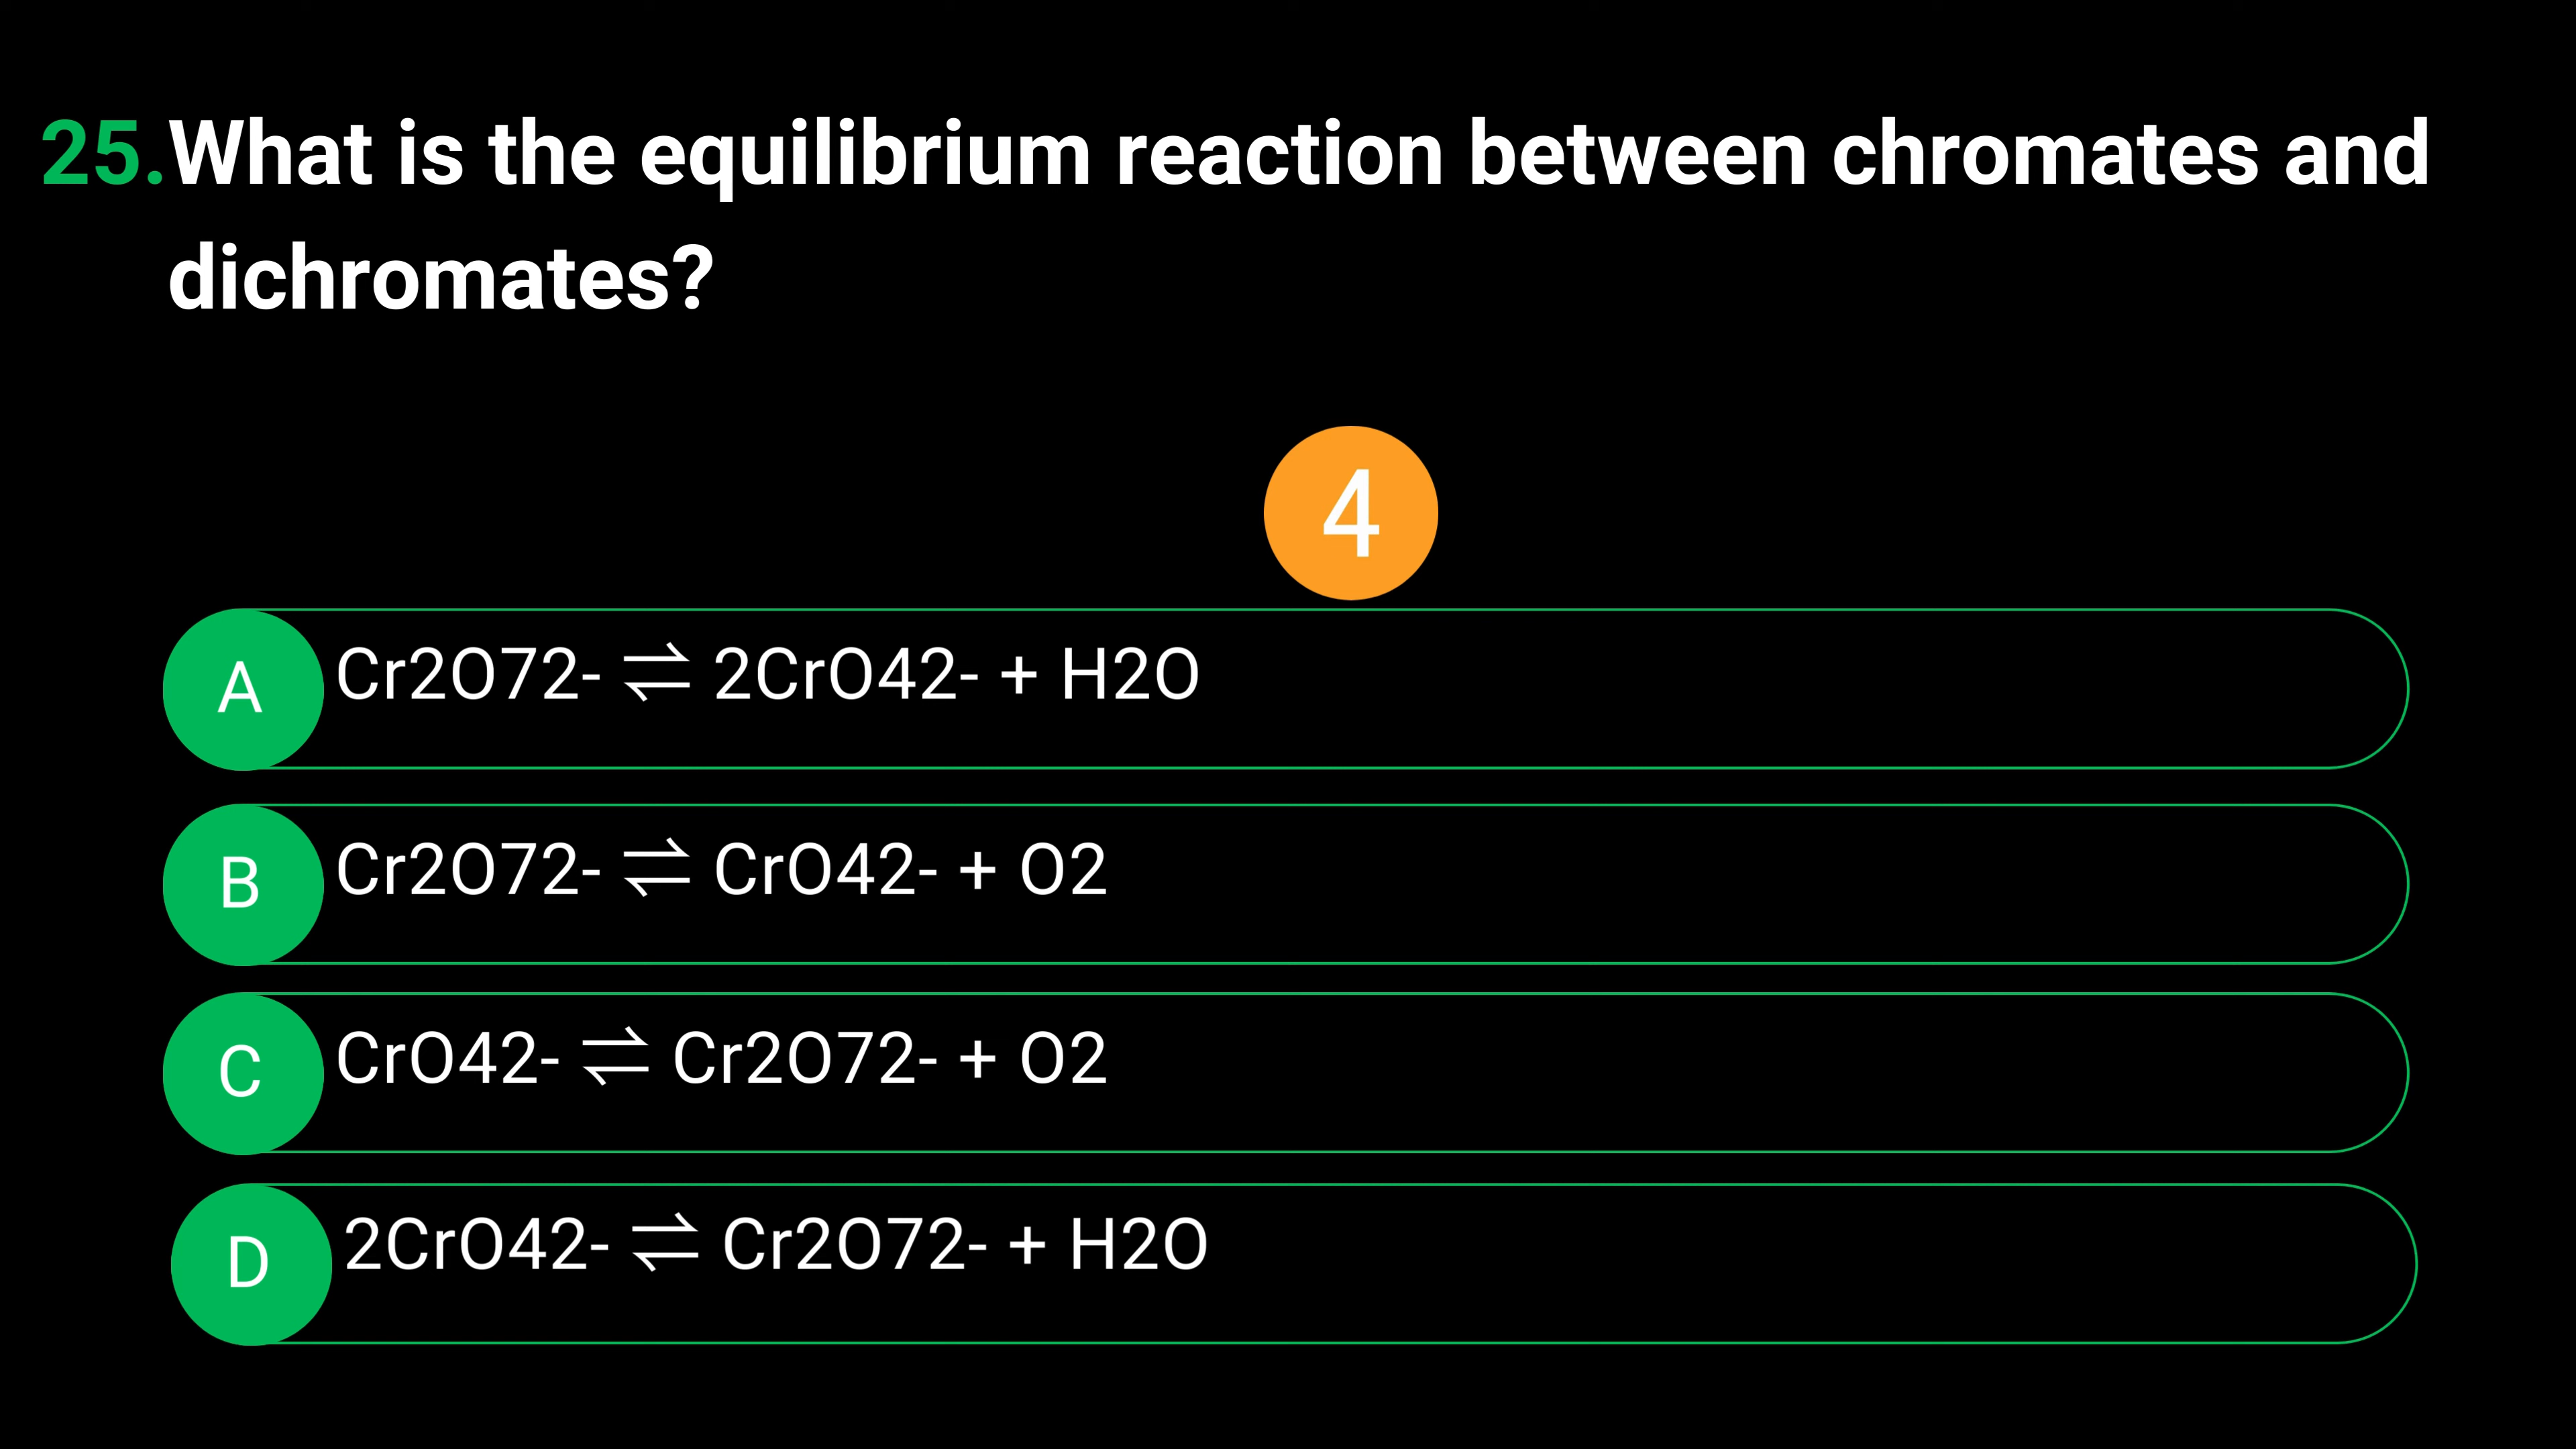 25.What is the equilibrium reaction between chromates and
dichromates?
4
A Cr2O72- ⇌ 2CrO42- + H2O
B Cr2O72- ⇌ CrO42- + O2
C CrO42- ⇌ Cr2O72- + O2
D 2CrO42- ⇌ Cr2O72- + H2O